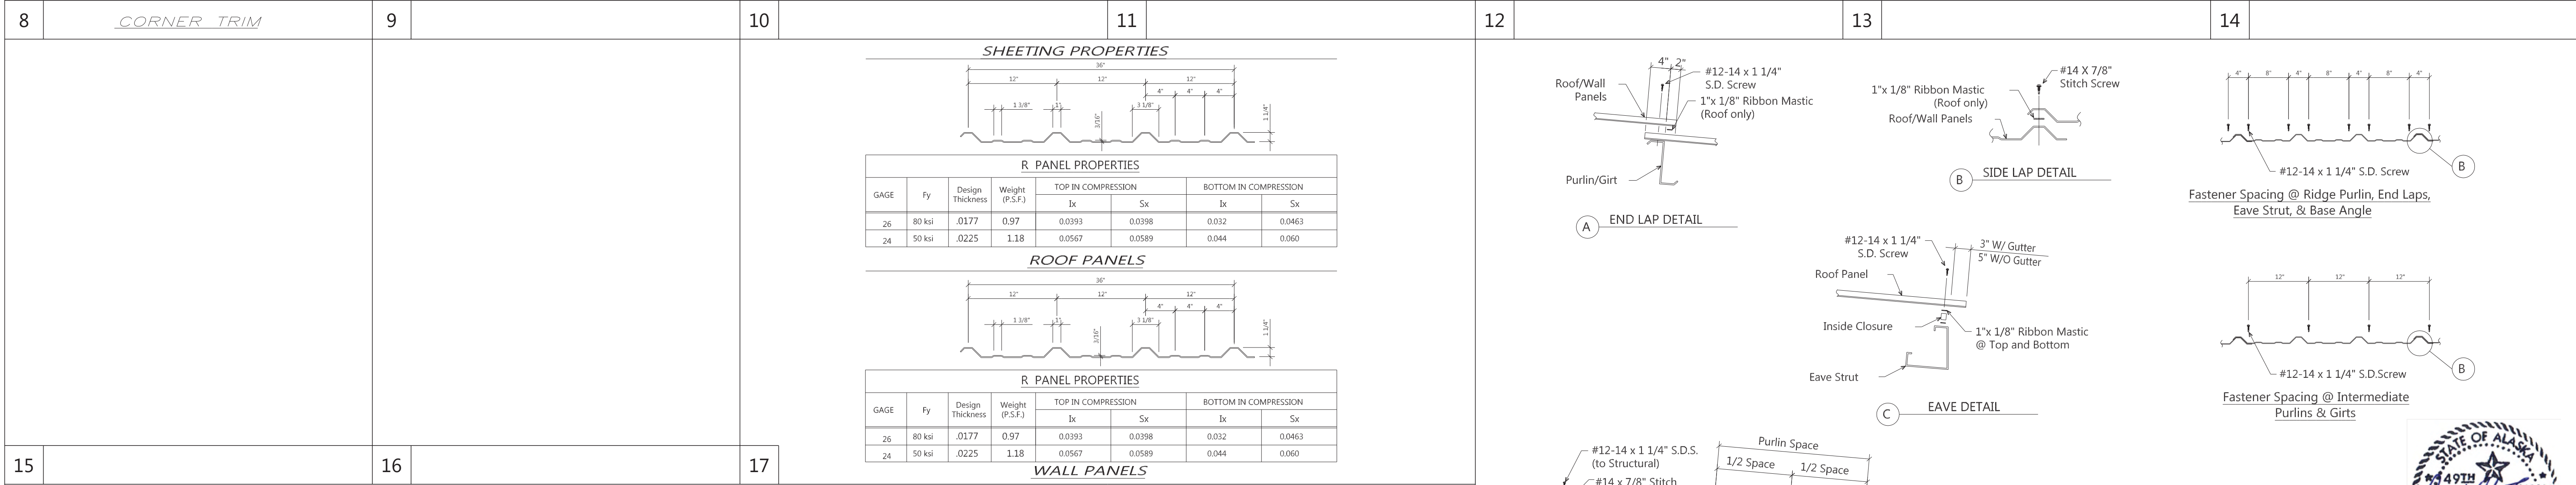 8
CORNER TRIM
9
10
11
12
13
14
SHEETING PROPERTIES
36"
12"
12"
12"
4"
4"
4"
1 3/8"
1"
3/16"
3 1/8"
1 1/4"
R PANEL PROPERTIES
GAGE
Fy
Design
Thickness
Weight
(P.S.F.)
TOP IN COMPRESSION
BOTTOM IN COMPRESSION
Ix
Sx
Ix
Sx
26
80 ksi
.0177
0.97
0.0393
0.0398
0.032
0.0463
24
50 ksi
.0225
1.18
0.0567
0.0589
0.044
0.060
ROOF PANELS
36"
12"
12"
12"
4"
4"
4"
1 3/8"
1"
3/16"
3 1/8"
1 1/4"
R PANEL PROPERTIES
GAGE
Fy
Design
Thickness
Weight
(P.S.F.)
TOP IN COMPRESSION
BOTTOM IN COMPRESSION
Ix
Sx
Ix
Sx
26
80 ksi
.0177
0.97
0.0393
0.0398
0.032
0.0463
24
50 ksi
.0225
1.18
0.0567
0.0589
0.044
0.060
WALL PANELS
4"
2"
#12-14 x 1 1/4"
S.D. Screw
Roof/Wall
Panels
1"x 1/8" Ribbon Mastic
(Roof only)
Purlin/Girt
A
END LAP DETAIL
#14 X 7/8"
Stitch Screw
1"x 1/8" Ribbon Mastic
(Roof only)
Roof/Wall Panels
B
SIDE LAP DETAIL
#12-14 x 1 1/4"
S.D. Screw
3" W/ Gutter
5" W/O Gutter
Roof Panel
Inside Closure
1"x 1/8" Ribbon Mastic
@ Top and Bottom
Eave Strut
C
EAVE DETAIL
4"
8"
4"
8"
4"
8"
4"
#12-14 x 1 1/4" S.D. Screw
B
Fastener Spacing @ Ridge Purlin, End Laps,
Eave Strut, & Base Angle
12"
12"
12"
#12-14 x 1 1/4" S.D.Screw
B
Fastener Spacing @ Intermediate
Purlins & Girts
15
16
17
#12-14 x 1 1/4" S.D.S.
(to Structural)
#14 x 7/8" Stitch
Purlin Space
1/2 Space
1/2 Space
STATE OF ALASKA
49TH